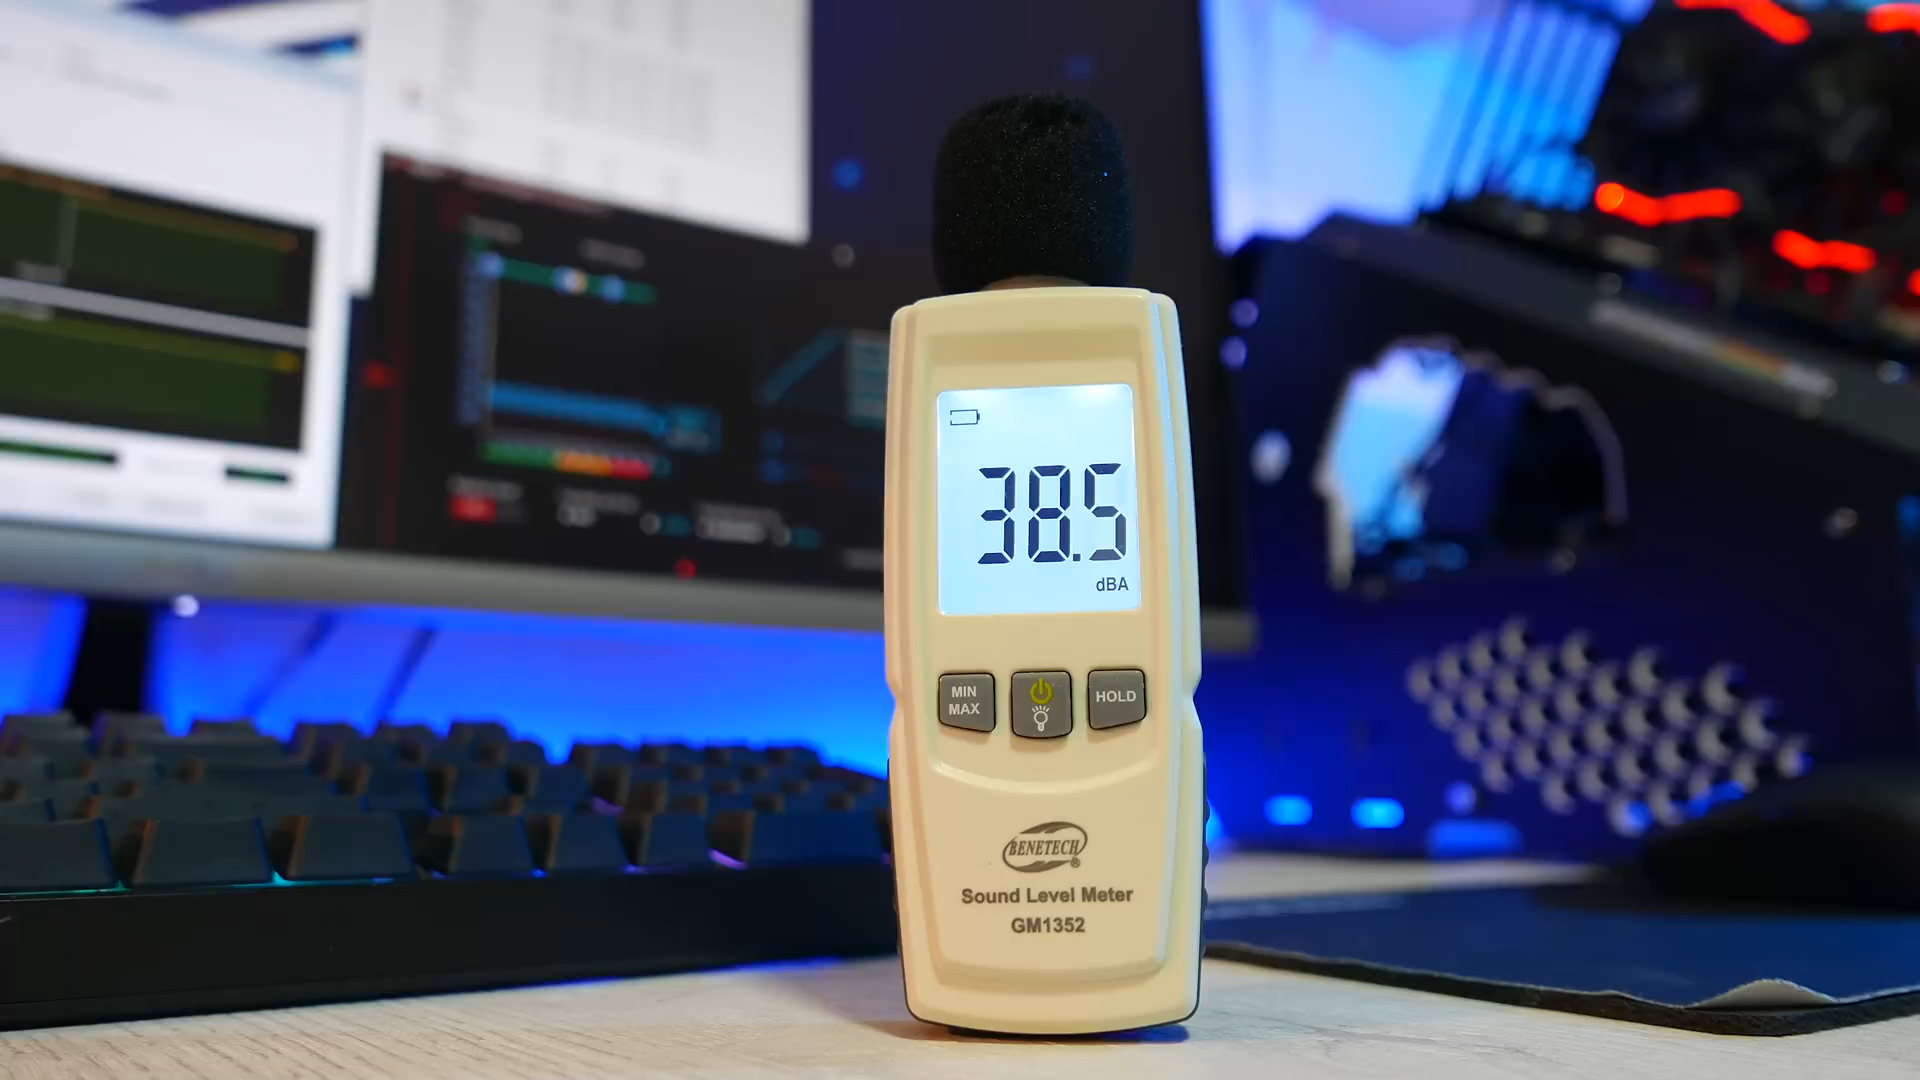 38.5
dBA
MIN
MAX
HOLD
BENETECH®
Sound Level Meter
GM1352